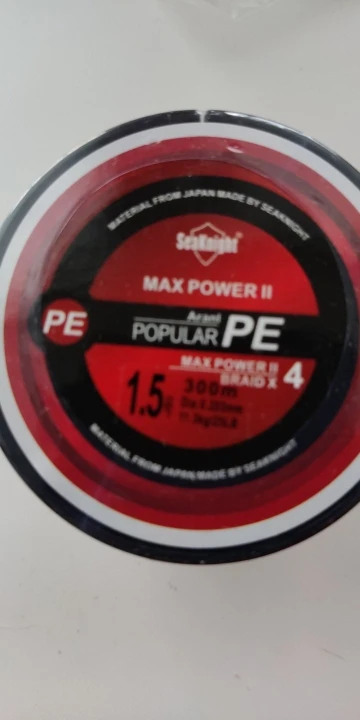 MATERIAL FROM JAPAN MADE BY SEAKNIGHT
SeaKnight
MAX POWER II
Arani
PE POPULAR PE
MAX POWER II
BRAID X 4
1.5
300m
MATERIAL FROM JAPAN MADE BY SEAKNIGHT